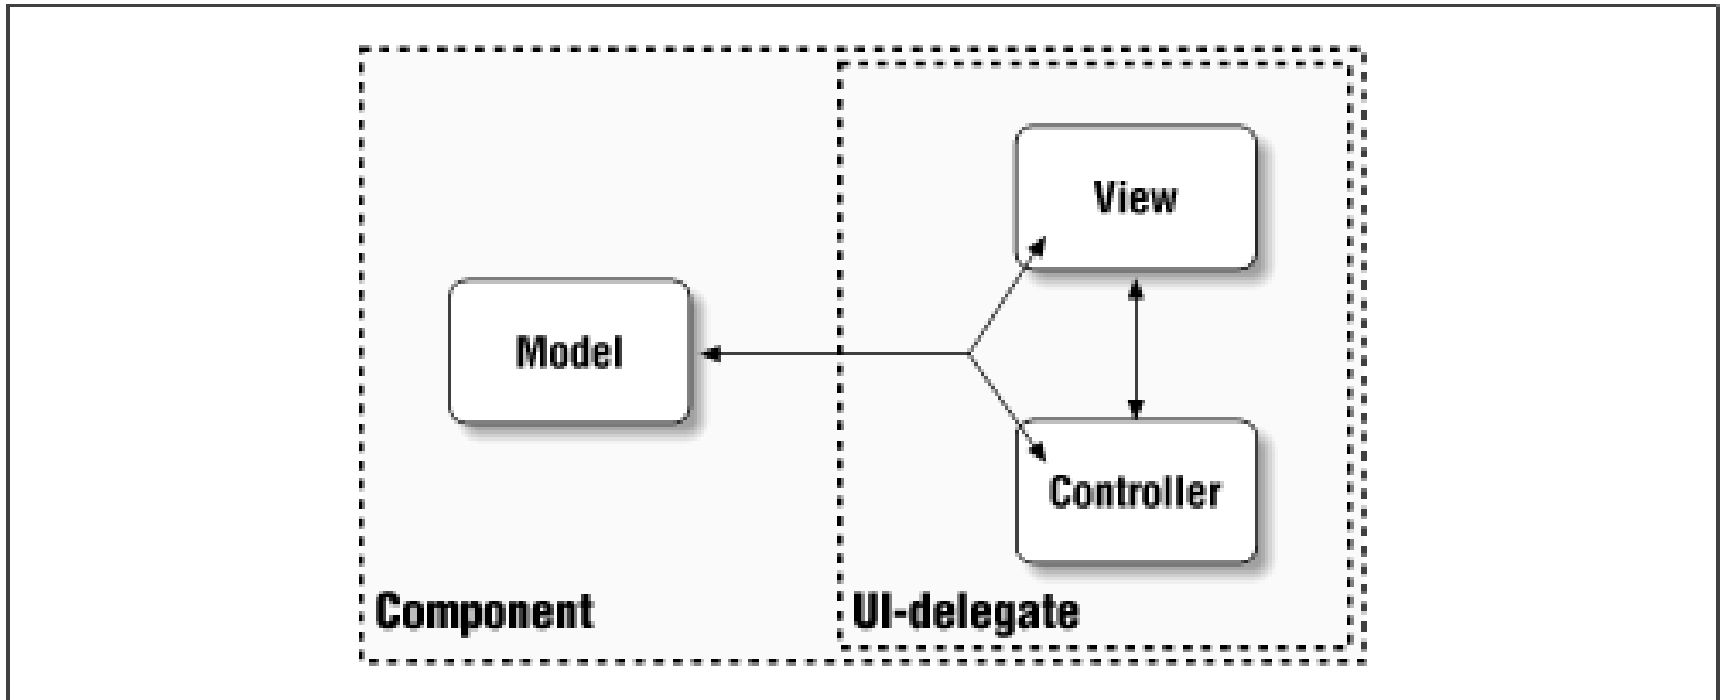 View
Model
Controller
Component
UI-delegate